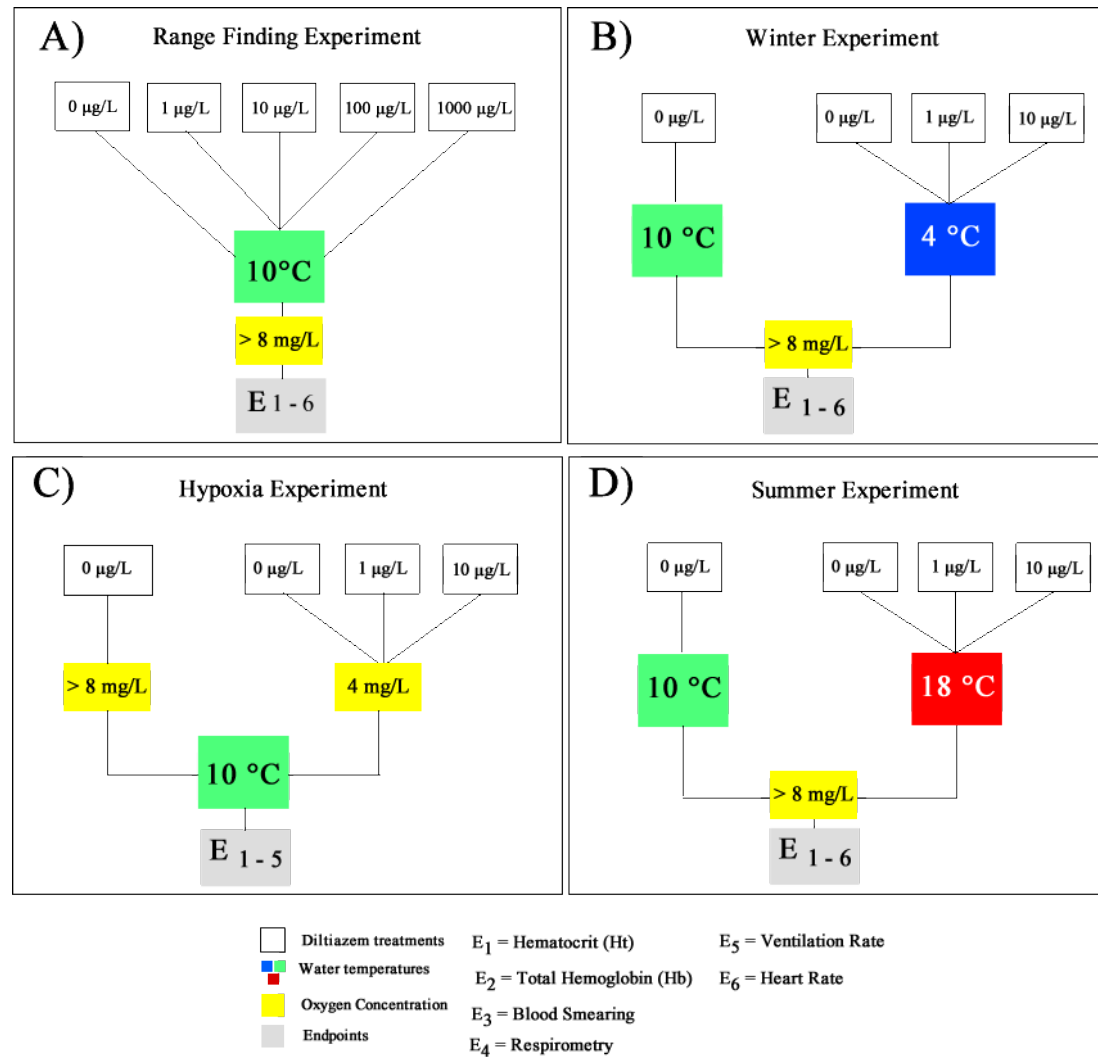 A)
Range Finding Experiment
0 µg/L
1 µg/L
10 µg/L
100 µg/L
1000 µg/L
10°C
> 8 mg/L
E 1 - 6
B)
Winter Experiment
0 µg/L
0 µg/L
1 µg/L
10 µg/L
10 °C
4 °C
> 8 mg/L
E 1 - 6
C)
Hypoxia Experiment
0 µg/L
0 µg/L
1 µg/L
10 µg/L
> 8 mg/L
4 mg/L
10 °C
E 1 - 5
D)
Summer Experiment
0 µg/L
0 µg/L
1 µg/L
10 µg/L
10 °C
18 °C
> 8 mg/L
E 1 - 6
Diltiazem treatments
Water temperatures
Oxygen Concentration
Endpoints
E1 = Hematocrit (Ht)
E2 = Total Hemoglobin (Hb)
E3 = Blood Smearing
E4 = Respirometry
E5 = Ventilation Rate
E6 = Heart Rate